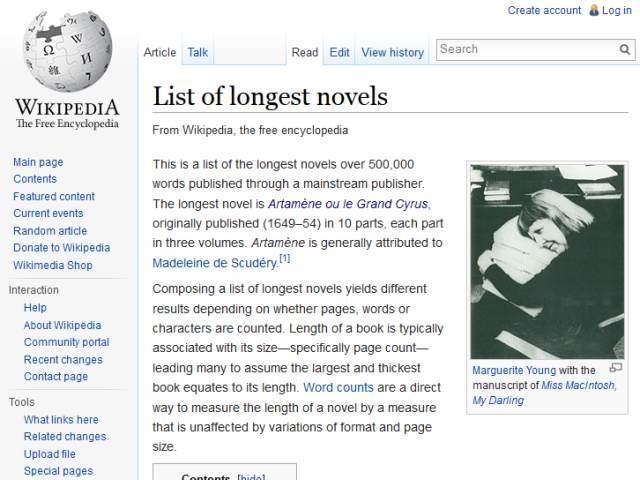 Create account Log in
WIKIPEDIA
The Free Encyclopedia
Article Talk Read Edit View history Search
List of longest novels
From Wikipedia, the free encyclopedia
Main page
Contents
Featured content
Current events
Random article
Donate to Wikipedia
Wikimedia Shop
Interaction
Help
About Wikipedia
Community portal
Recent changes
Contact page
Tools
What links here
Related changes
Upload file
Special pages
This is a list of the longest novels over 500,000
words published through a mainstream publisher.
The longest novel is Artamène ou le Grand Cyrus,
originally published (1649–54) in 10 parts, each part
in three volumes. Artamène is generally attributed to
Madeleine de Scudéry.[1]
Composing a list of longest novels yields different
results depending on whether pages, words or
characters are counted. Length of a book is typically
associated with its size—specifically page count—
leading many to assume the largest and thickest
book equates to its length. Word counts are a direct
way to measure the length of a novel by a measure
that is unaffected by variations of format and page
size.
Marguerite Young with the
manuscript of Miss MacIntosh,
My Darling
Contents [hide]